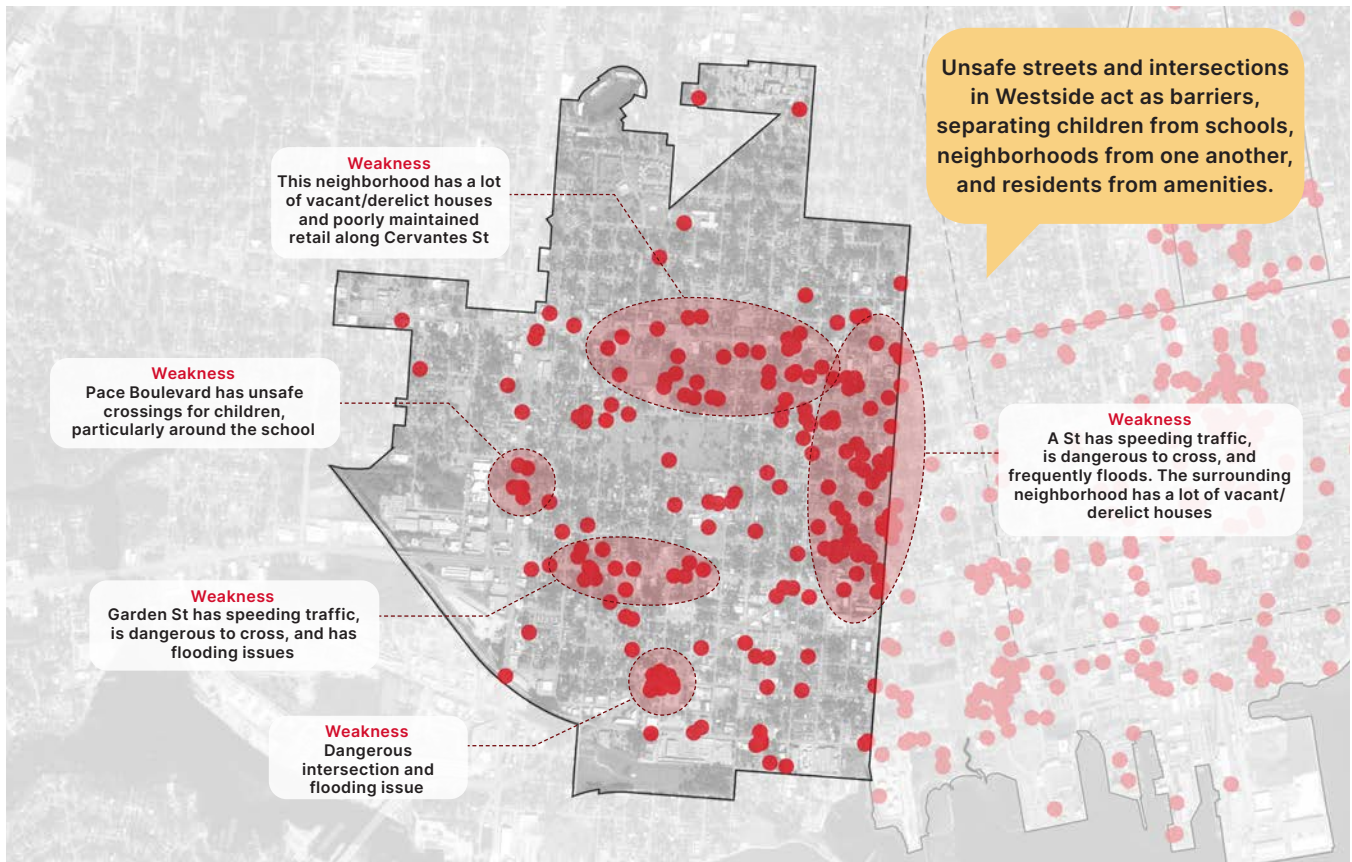 Unsafe streets and intersections
in Westside act as barriers,
separating children from schools,
neighborhoods from one another,
and residents from amenities.
Weakness
This neighborhood has a lot
of vacant/derelict houses
and poorly maintained
retail along Cervantes St
Weakness
Pace Boulevard has unsafe
crossings for children,
particularly around the school
Weakness
A St has speeding traffic,
is dangerous to cross, and
frequently floods. The surrounding
neighborhood has a lot of vacant/
derelict houses
Weakness
Garden St has speeding traffic,
is dangerous to cross, and has
flooding issues
Weakness
Dangerous
intersection and
flooding issue